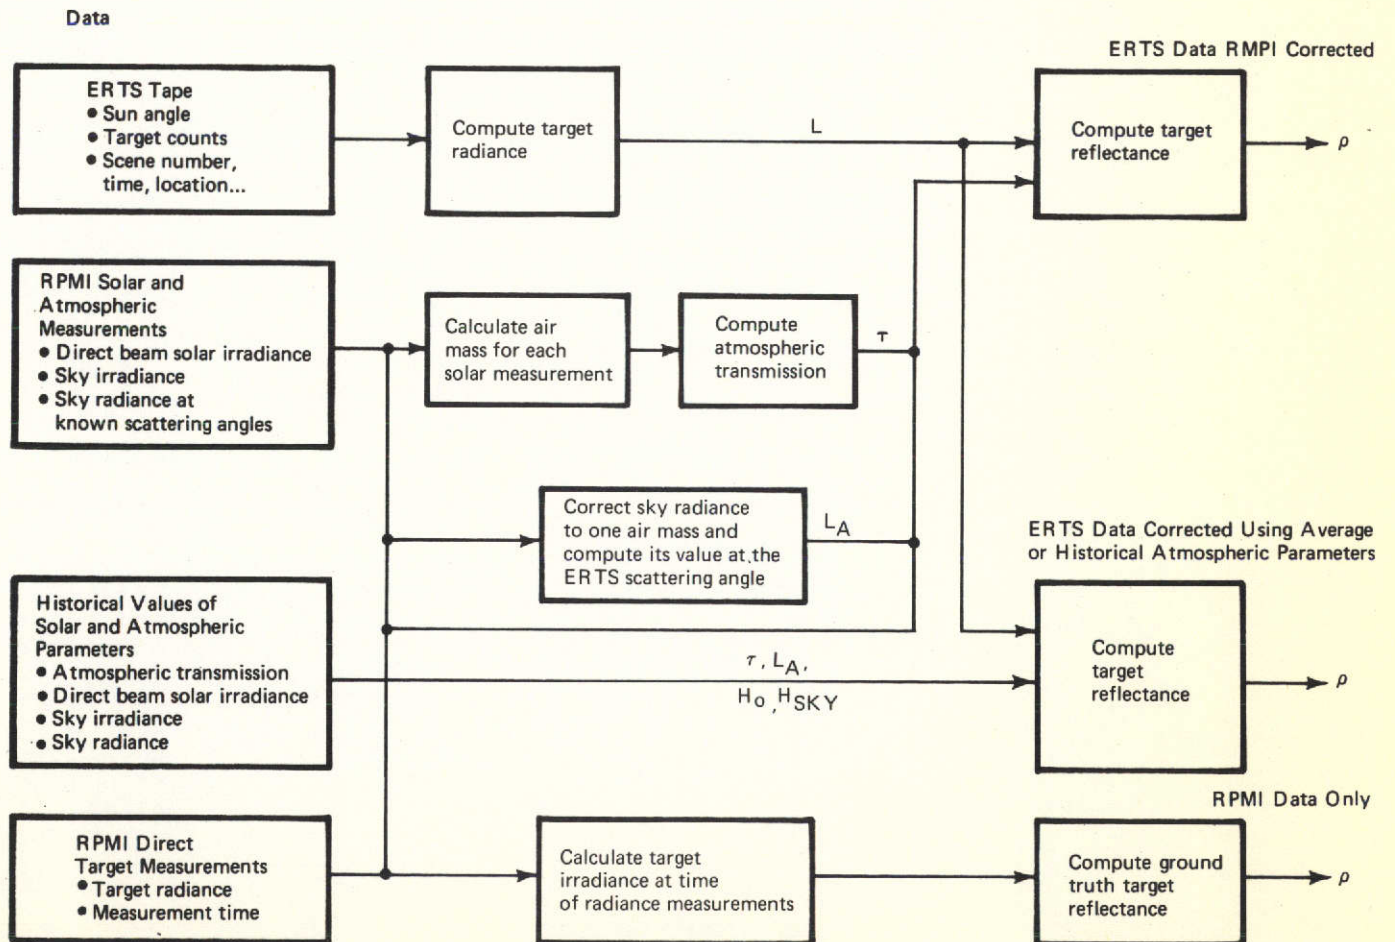 Data
ERTS Data RMPI Corrected
ERTS Tape
• Sun angle
• Target counts
• Scene number,
time, location...
Compute target
radiance
L
Compute target
reflectance
ρ
RPMI Solar and
Atmospheric
Measurements
• Direct beam solar irradiance
• Sky irradiance
• Sky radiance at
known scattering angles
Calculate air
mass for each
solar measurement
Compute
atmospheric
transmission
τ
Correct sky radiance
to one air mass and
compute its value at the
ERTS scattering angle
L_A
ERTS Data Corrected Using Average
or Historical Atmospheric Parameters
Historical Values of
Solar and Atmospheric
Parameters
• Atmospheric transmission
• Direct beam solar irradiance
• Sky irradiance
• Sky radiance
τ, L_A,
H_O, H_SKY
Compute
target
reflectance
ρ
RPMI Data Only
RPMI Direct
Target Measurements
• Target radiance
• Measurement time
Calculate target
irradiance at time
of radiance measurements
Compute ground
truth target
reflectance
ρ